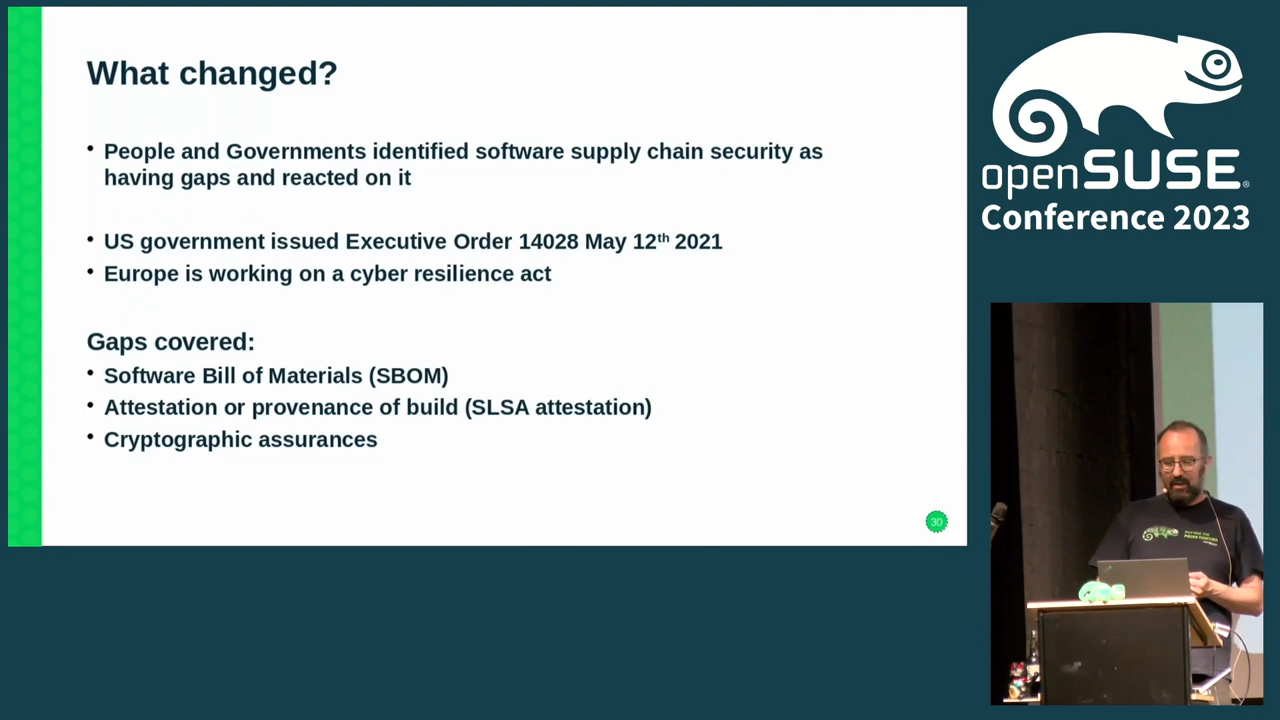 What changed?
• People and Governments identified software supply chain security as
having gaps and reacted on it
• US government issued Executive Order 14028 May 12th 2021
• Europe is working on a cyber resilience act
Gaps covered:
• Software Bill of Materials (SBOM)
• Attestation or provenance of build (SLSA attestation)
• Cryptographic assurances
30
openSUSE®
Conference 2023